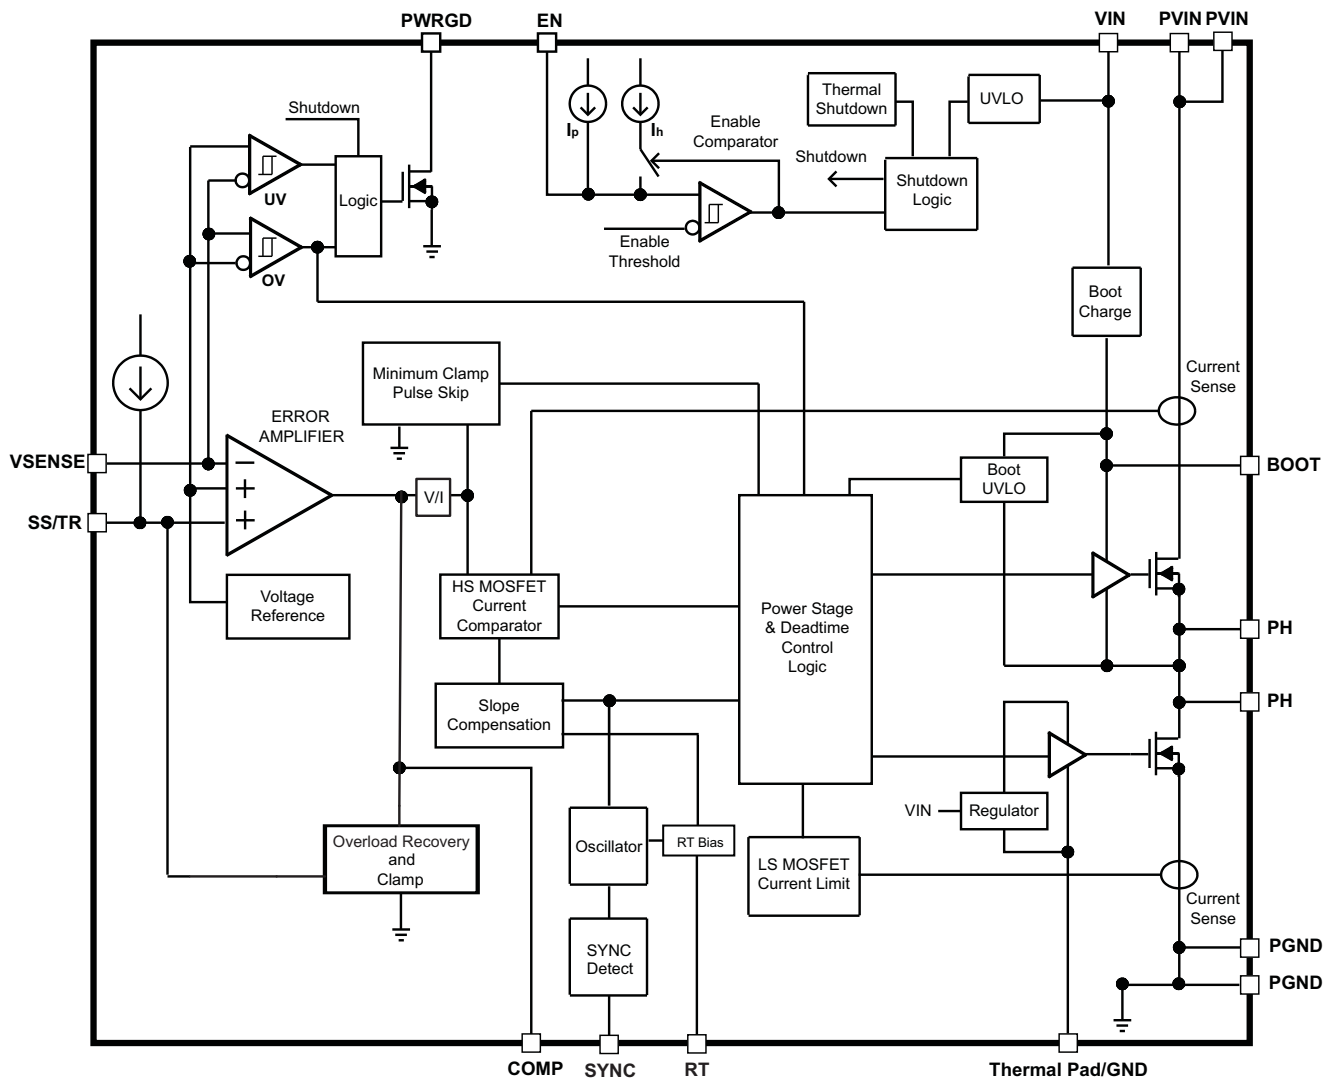 PWRGD
EN
VIN
PVIN
PVIN
Shutdown
Thermal
Shutdown
UVLO
Ip
Ih
Enable
Comparator
Shutdown
UV
Logic
Shutdown
Logic
Enable
Threshold
OV
Boot
Charge
Minimum Clamp
Pulse Skip
Current
Sense
ERROR
AMPLIFIER
VSENSE
−
+
+
SS/TR
V/I
Boot
UVLO
BOOT
Voltage
Reference
HS MOSFET
Current
Comparator
Power Stage
& Deadtime
Control
Logic
PH
PH
Slope
Compensation
VIN
Regulator
Overload Recovery
and
Clamp
Oscillator
RT Bias
LS MOSFET
Current Limit
Current
Sense
SYNC
Detect
PGND
PGND
COMP
SYNC
RT
Thermal Pad/GND